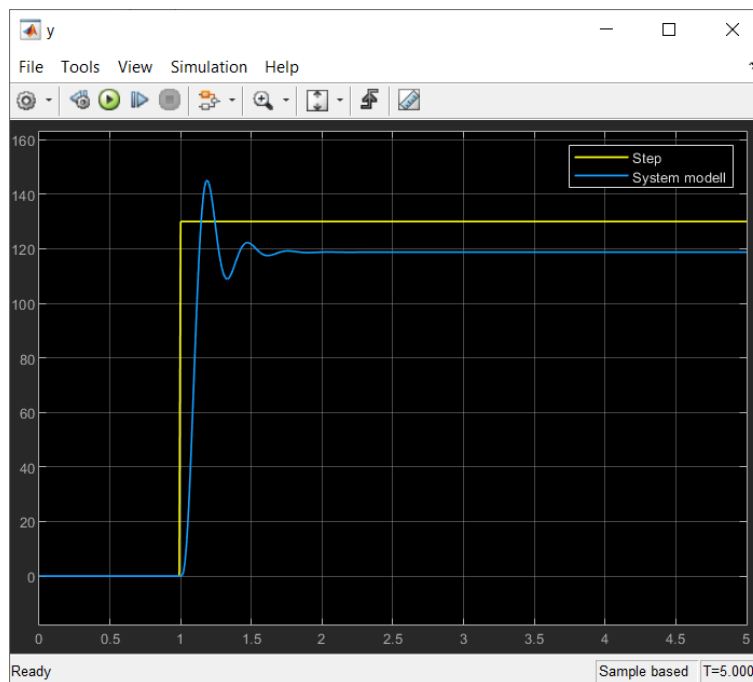 y
File Tools View Simulation Help
160
140
120
100
80
60
40
20
0
Step
System modell
0 0.5 1 1.5 2 2.5 3 3.5 4 4.5 5
Ready
Sample based T=5.000